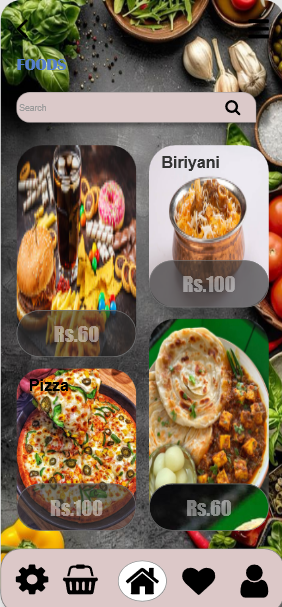 FOODS
Search
Biriyani
Rs.100
Rs.60
Pizza
Rs.100
Rs.60